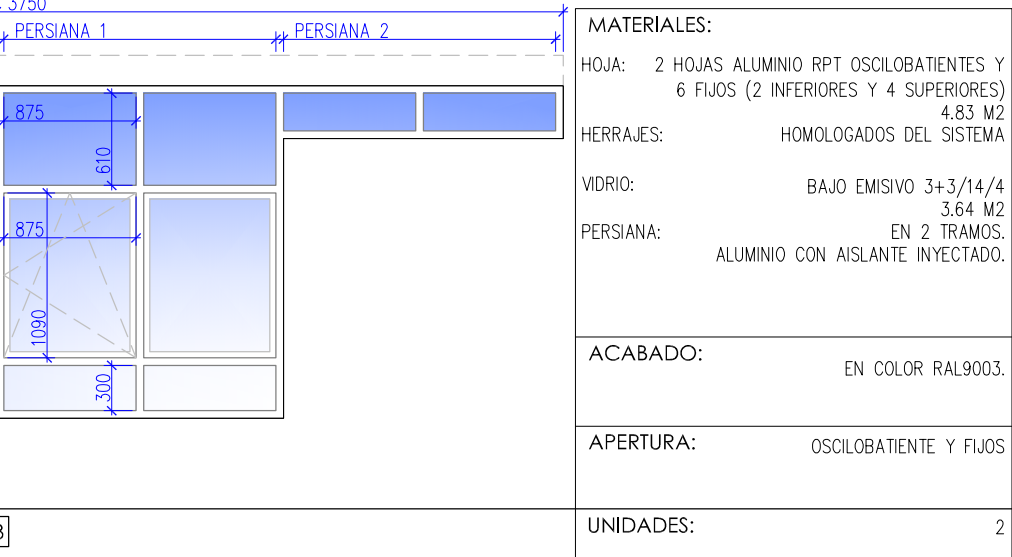 3750
PERSIANA 1
PERSIANA 2
875
610
875
1090
300
MATERIALES:
HOJA: 2 HOJAS ALUMINIO RPT OSCILOBATIENTES Y
6 FIJOS (2 INFERIORES Y 4 SUPERIORES)
4.83 M2
HERRAJES: HOMOLOGADOS DEL SISTEMA
VIDRIO: BAJO EMISIVO 3+3/14/4
3.64 M2
PERSIANA: EN 2 TRAMOS.
ALUMINIO CON AISLANTE INYECTADO.
ACABADO:
EN COLOR RAL9003.
APERTURA: OSCILOBATIENTE Y FIJOS
UNIDADES: 2